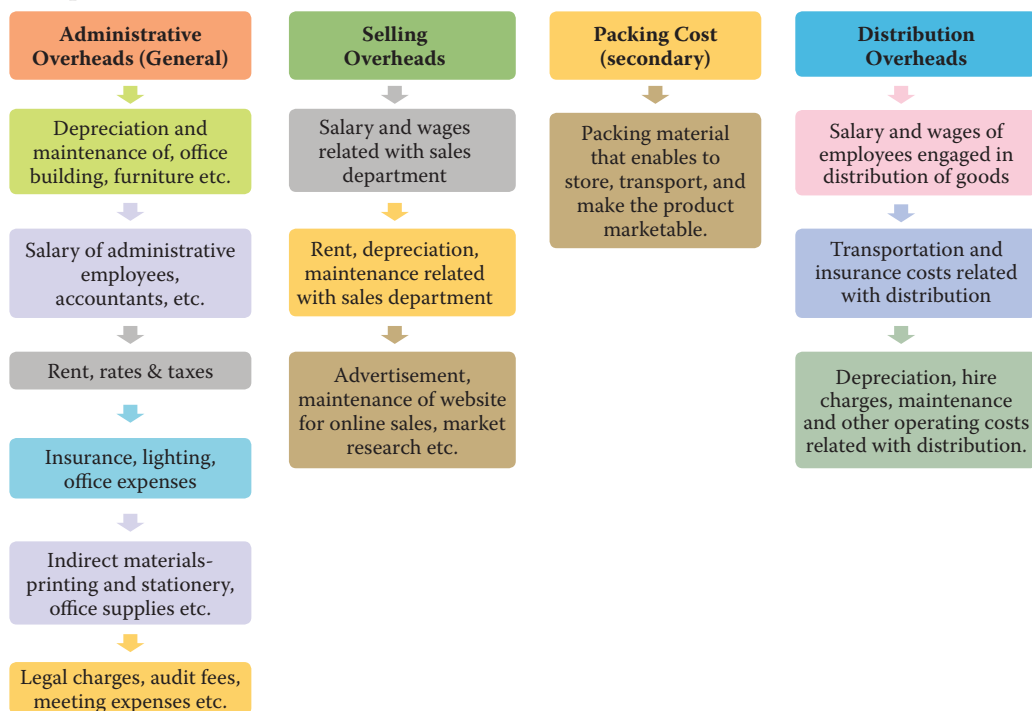 Administrative
Overheads (General)
Depreciation and
maintenance of, office
building, furniture etc.
Salary of administrative
employees,
accountants, etc.
Rent, rates & taxes
Insurance, lighting,
office expenses
Indirect materials-
printing and stationery,
office supplies etc.
Legal charges, audit fees,
meeting expenses etc.
Selling
Overheads
Salary and wages
related with sales
department
Rent, depreciation,
maintenance related
with sales department
Advertisement,
maintenance of website
for online sales, market
research etc.
Packing Cost
(secondary)
Packing material
that enables to
store, transport, and
make the product
marketable.
Distribution
Overheads
Salary and wages of
employees engaged in
distribution of goods
Transportation and
insurance costs related
with distribution
Depreciation, hire
charges, maintenance
and other operating costs
related with distribution.